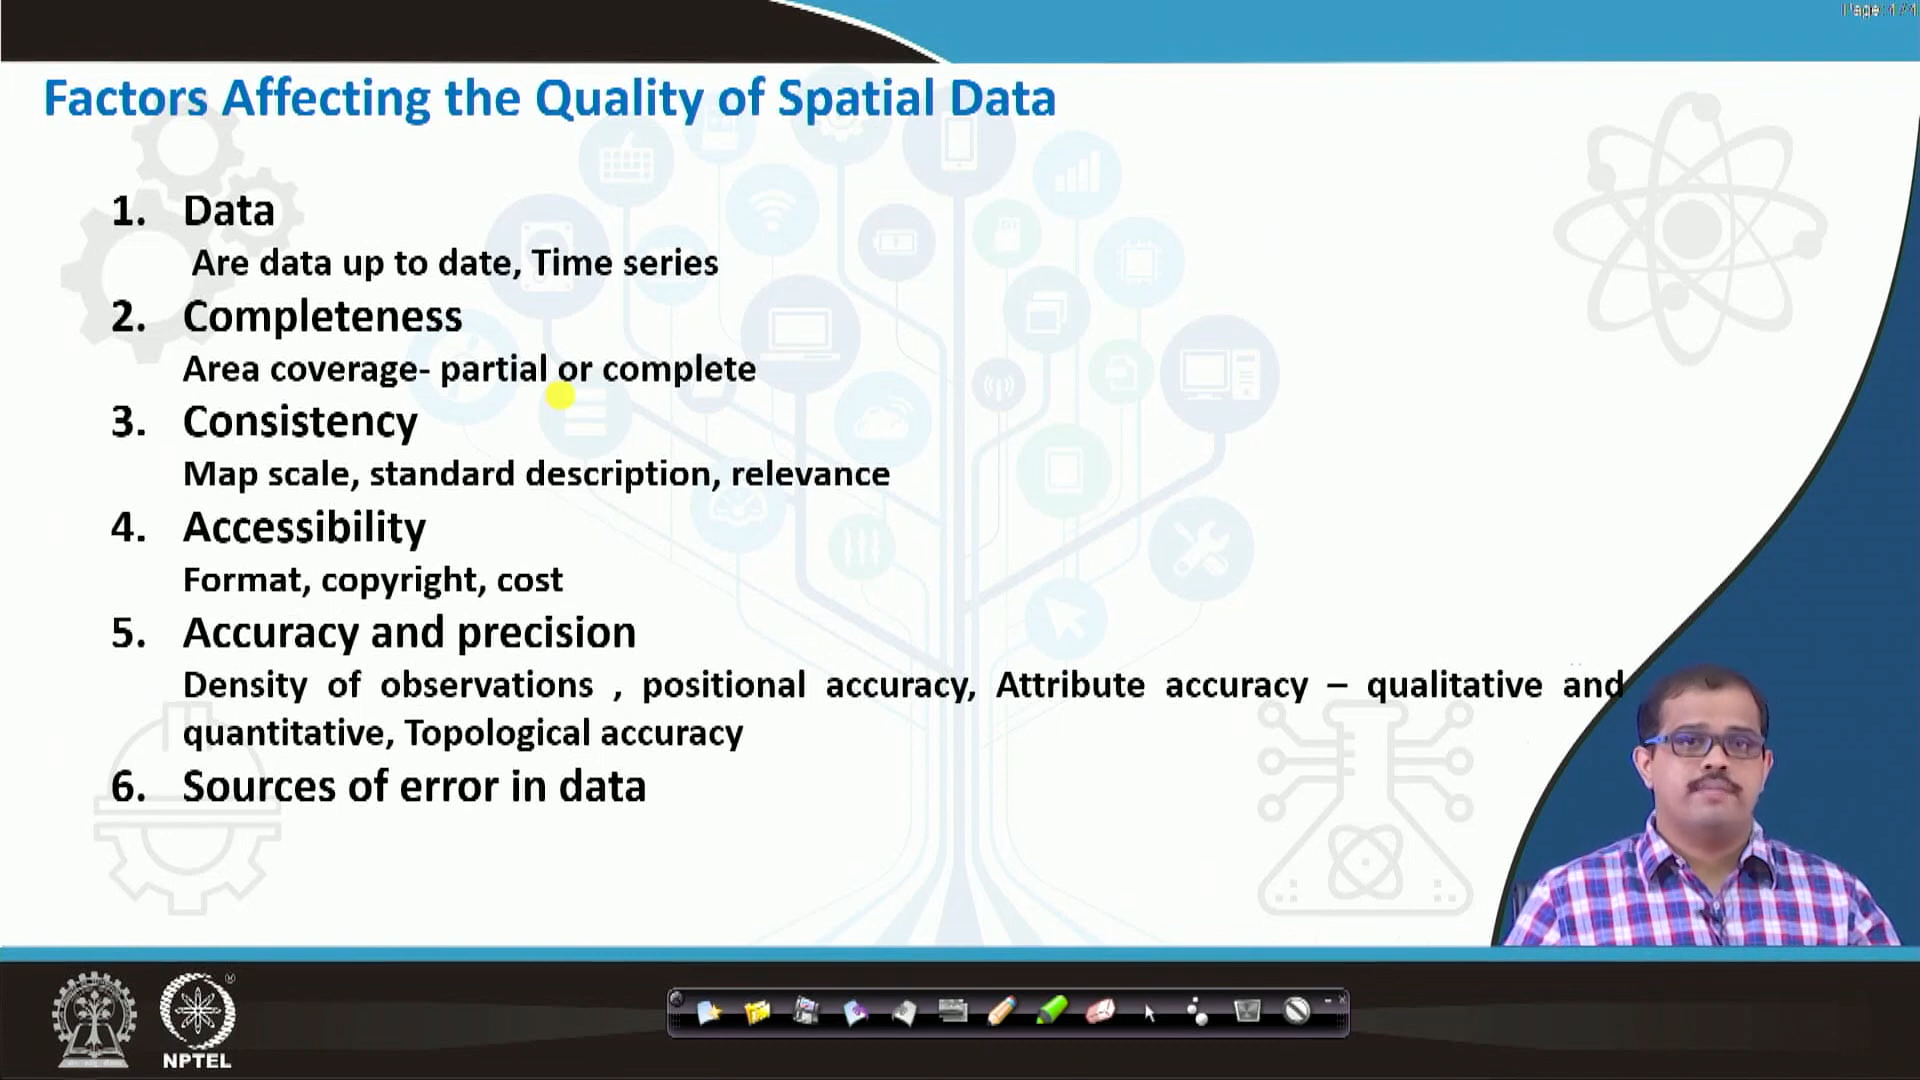 Page: 4 / 4
Factors Affecting the Quality of Spatial Data
1. Data
Are data up to date, Time series
2. Completeness
Area coverage- partial or complete
3. Consistency
Map scale, standard description, relevance
4. Accessibility
Format, copyright, cost
5. Accuracy and precision
Density of observations , positional accuracy, Attribute accuracy – qualitative and
quantitative, Topological accuracy
6. Sources of error in data
NPTEL